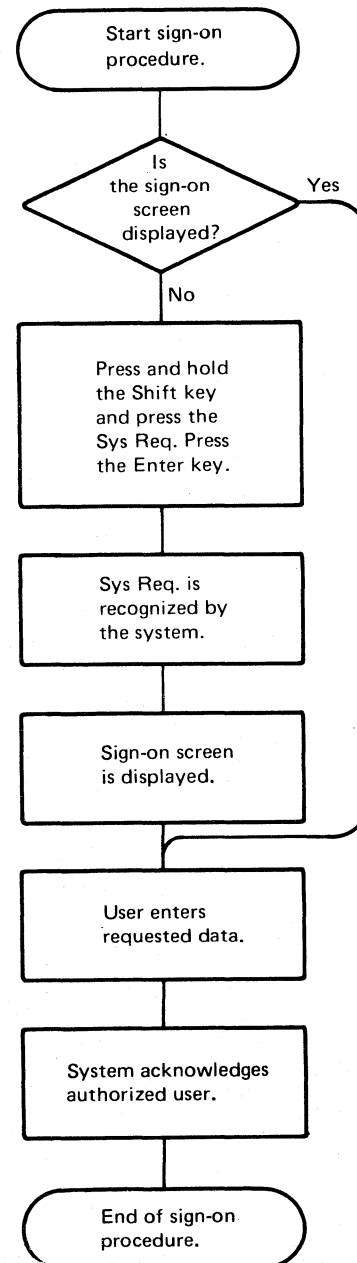 Start sign-on
procedure.
Is
the sign-on
screen
displayed?
Yes
No
Press and hold
the Shift key
and press the
Sys Req. Press
the Enter key.
Sys Req. is
recognized by
the system.
Sign-on screen
is displayed.
User enters
requested data.
System acknowledges
authorized user.
End of sign-on
procedure.